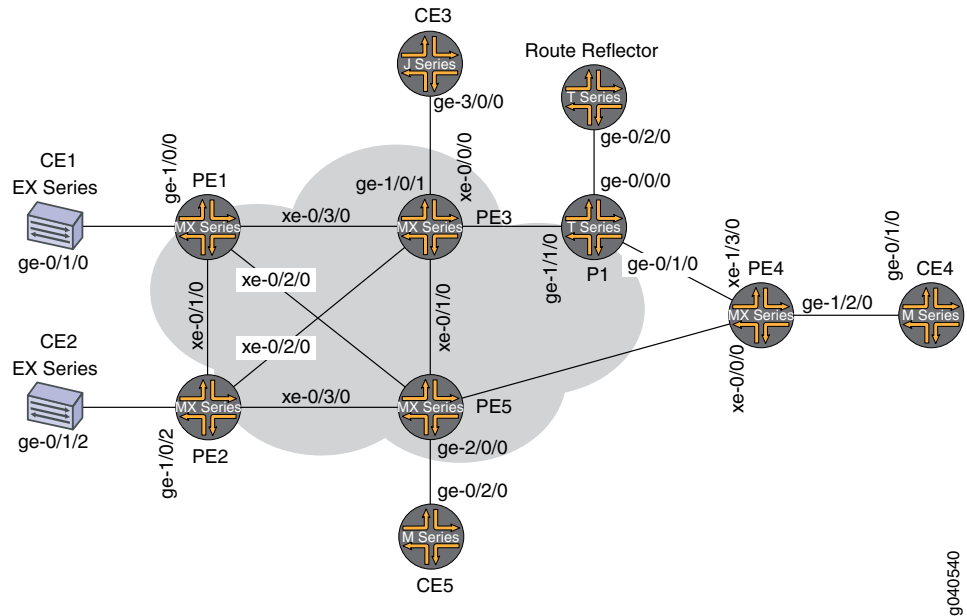 CE3
J Series
ge-3/0/0
Route Reflector
T Series
ge-0/2/0
CE1
EX Series
ge-0/1/0
ge-1/0/0
PE1
MX Series
xe-0/3/0
ge-1/0/1
xe-0/0/0
MX Series
PE3
ge-0/0/0
T Series
P1
ge-1/1/0
ge-0/1/0
xe-1/3/0
PE4
MX Series
xe-0/0/0
ge-1/2/0
ge-0/1/0
CE4
M Series
xe-0/2/0
xe-0/1/0
xe-0/2/0
xe-0/1/0
CE2
EX Series
ge-0/1/2
ge-1/0/2
MX Series
PE2
xe-0/3/0
MX Series
PE5
ge-2/0/0
ge-0/2/0
M Series
CE5
g040540